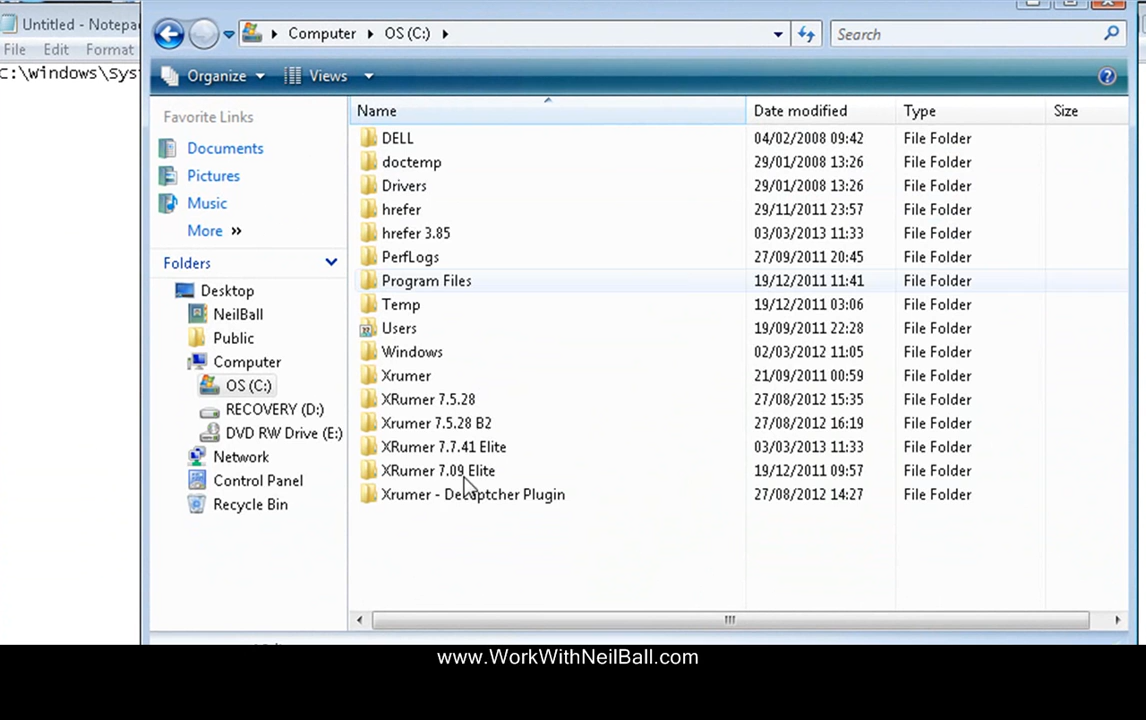 Untitled - Notepa
File Edit Format
C:\Windows\Sys
Computer OS (C:)
Search
Organize Views
Favorite Links
Documents
Pictures
Music
More »
Folders
Desktop
NeilBall
Public
Computer
OS (C:)
RECOVERY (D:)
DVD RW Drive (E:)
Network
Control Panel
Recycle Bin
Name Date modified Type Size
DELL 04/02/2008 09:42 File Folder
doctemp 29/01/2008 13:26 File Folder
Drivers 29/01/2008 13:26 File Folder
hrefer 29/11/2011 23:57 File Folder
hrefer 3.85 03/03/2013 11:33 File Folder
PerfLogs 27/09/2011 20:45 File Folder
Program Files 19/12/2011 11:41 File Folder
Temp 19/12/2011 03:06 File Folder
Users 19/09/2011 22:28 File Folder
Windows 02/03/2012 11:05 File Folder
Xrumer 21/09/2011 00:59 File Folder
XRumer 7.5.28 27/08/2012 15:35 File Folder
Xrumer 7.5.28 B2 27/08/2012 16:19 File Folder
XRumer 7.7.41 Elite 03/03/2013 11:33 File Folder
XRumer 7.09 Elite 19/12/2011 09:57 File Folder
Xrumer - Decaptcher Plugin 27/08/2012 14:27 File Folder
www.WorkWithNeilBall.com